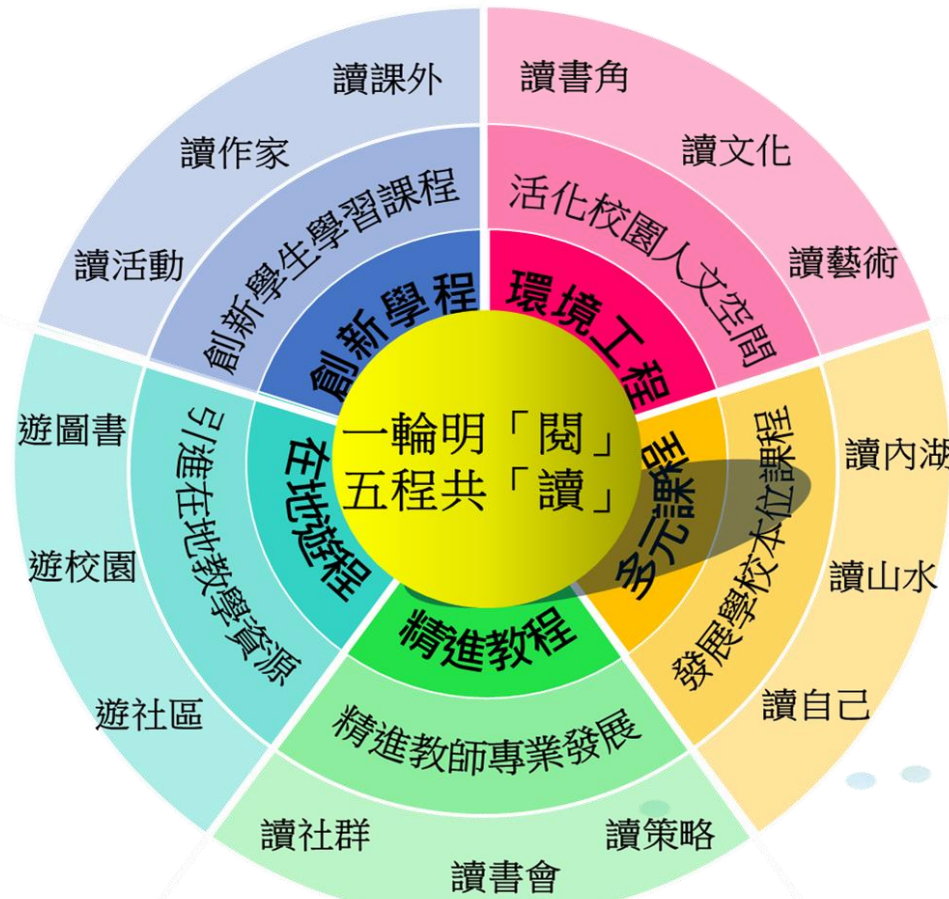 一輪明「閱」
五程共「讀」
環境工程
活化校園人文空間
讀書角
讀文化
讀藝術
多元課程
發展學校本位課程
讀內湖
讀山水
讀自己
精進教程
精進教師專業發展
讀策略
讀書會
讀社群
在地遊程
引進在地教學資源
遊圖書
遊校園
遊社區
創新學程
創新學生學習課程
讀活動
讀作家
讀課外